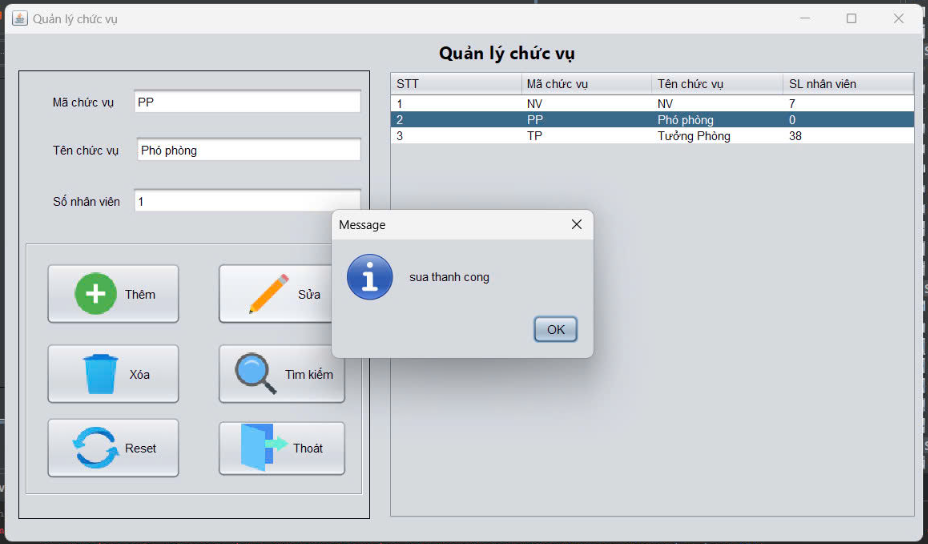 Quản lý chức vụ
Quản lý chức vụ
Mã chức vụ PP
Tên chức vụ Phó phòng
Số nhân viên 1
Thêm Sửa
Xóa Tìm kiếm
Reset Thoát
STT Mã chức vụ Tên chức vụ SL nhân viên
1 NV NV 7
2 PP Phó phòng 0
3 TP Tưởng Phòng 38
Message
sua thanh cong
OK